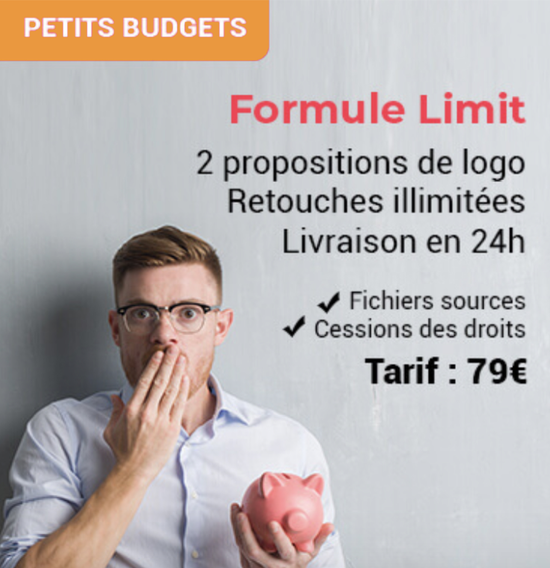 PETITS BUDGETS
Formule Limit
2 propositions de logo
Retouches illimitées
Livraison en 24h
Fichiers sources
Cessions des droits
Tarif : 79€